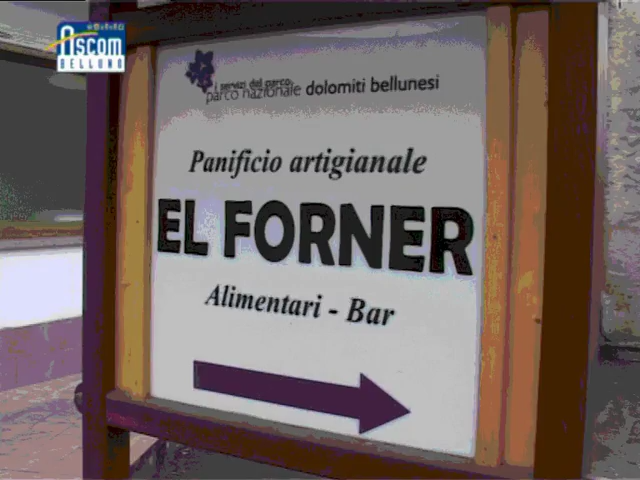 Ascom
BELLUNO
i servizi del parco
parco nazionale dolomiti bellunesi
Panificio artigianale
EL FORNER
Alimentari - Bar